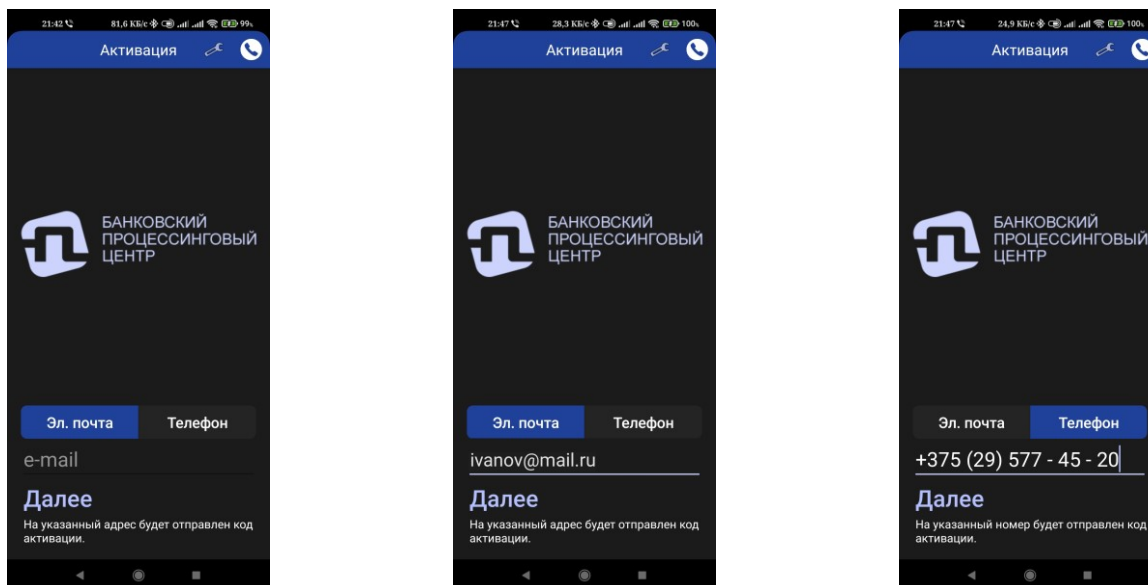 21:42 81,6 КБ/с 99%
Активация
БАНКОВСКИЙ
ПРОЦЕССИНГОВЫЙ
ЦЕНТР
Эл. почта Телефон
e-mail
Далее
На указанный адрес будет отправлен код
активации.
21:47 28,3 КБ/с 100%
Активация
БАНКОВСКИЙ
ПРОЦЕССИНГОВЫЙ
ЦЕНТР
Эл. почта Телефон
ivanov@mail.ru
Далее
На указанный адрес будет отправлен код
активации.
21:47 24,9 КБ/с 100%
Активация
БАНКОВСКИЙ
ПРОЦЕССИНГОВЫЙ
ЦЕНТР
Эл. почта Телефон
+375 (29) 577 - 45 - 20
Далее
На указанный номер будет отправлен код
активации.